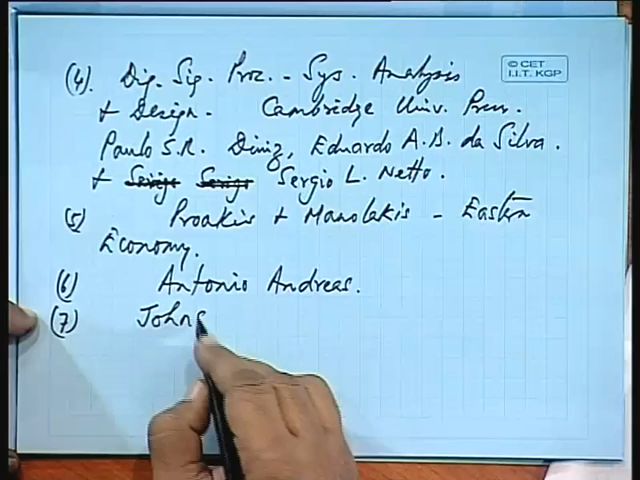 (4). Dig. Sig. Proc. - Sys. Analysis
© CET
I.I.T. KGP
+ Design. Cambridge Univ. Press.
Paulo S.R. Diniz, Eduardo A.B. da Silva.
+ Sergio L. Netto.
(5) Proakis + Manolakis - Eastern
Economy.
(6) Antonio Andreas.
(7) Johns